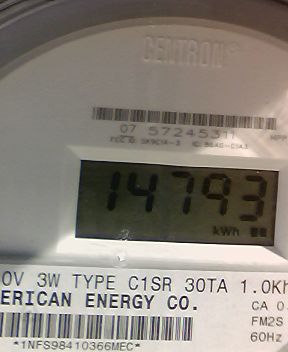 CENTRON®
07 57245311
14793
kWh
0V 3W TYPE C1SR 30TA 1.0Kh
ERICAN ENERGY CO.
CA 0.
FM2S
60Hz
*1NFS98410366MEC*